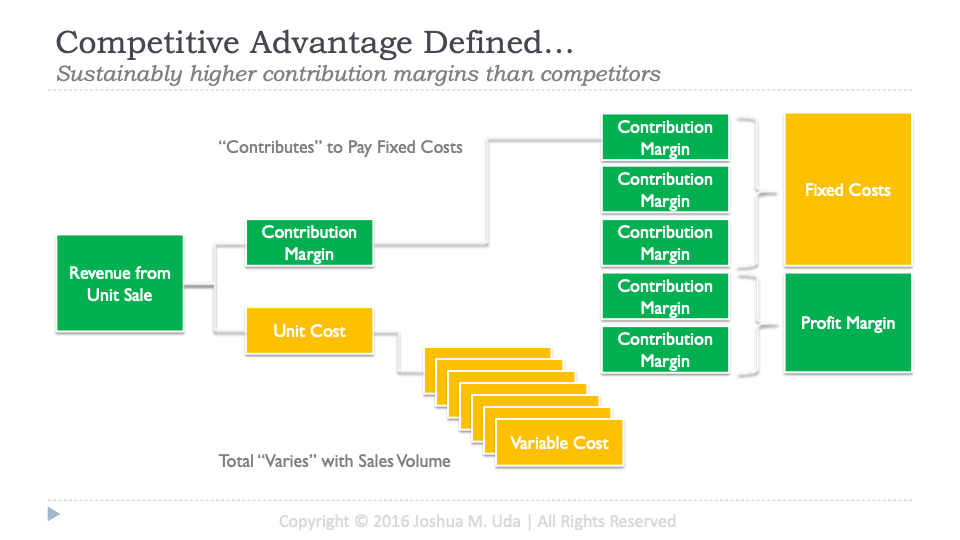 Competitive Advantage Defined…
Sustainably higher contribution margins than competitors
“Contributes” to Pay Fixed Costs
Revenue from
Unit Sale
Contribution
Margin
Unit Cost
Variable Cost
Total “Varies” with Sales Volume
Contribution
Margin
Contribution
Margin
Contribution
Margin
Contribution
Margin
Contribution
Margin
Fixed Costs
Profit Margin
Copyright © 2016 Joshua M. Uda | All Rights Reserved